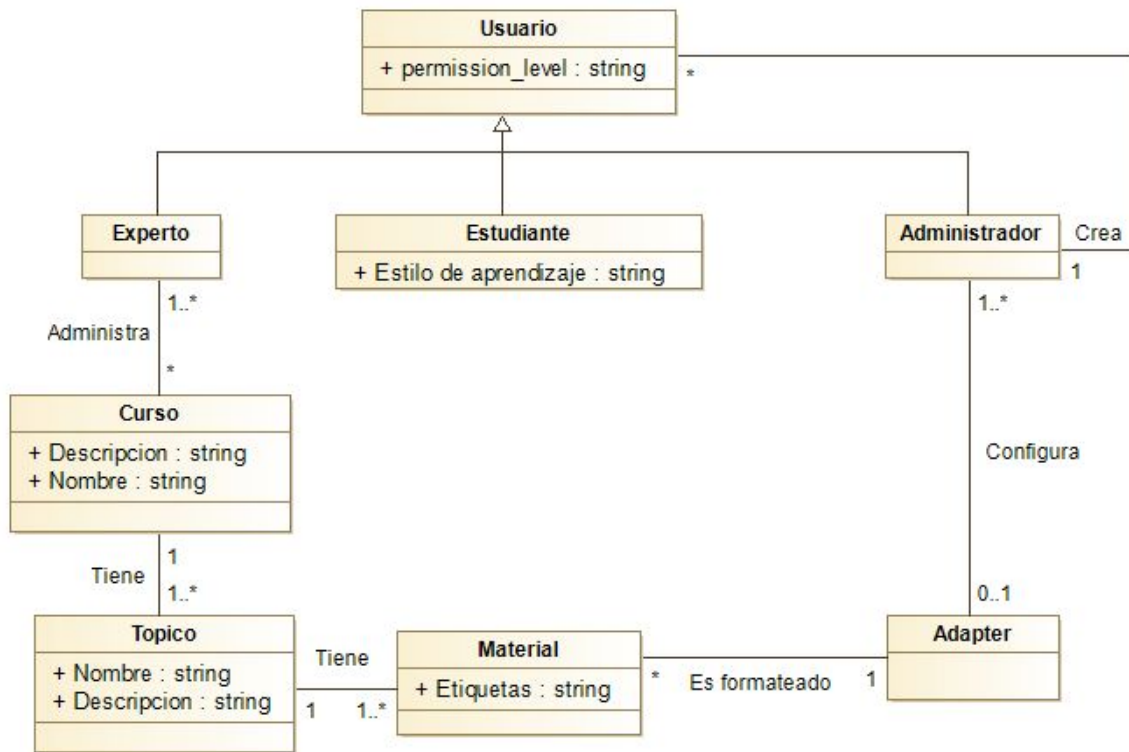 Usuario
+ permission_level : string
*
Experto
Estudiante
+ Estilo de aprendizaje : string
Administrador
Crea
1
1..*
Administra
*
1..*
Curso
+ Descripcion : string
+ Nombre : string
Configura
1
Tiene
1..*
0..1
Topico
+ Nombre : string
+ Descripcion : string
Tiene
1
1..*
Material
+ Etiquetas : string
*
Es formateado
1
Adapter